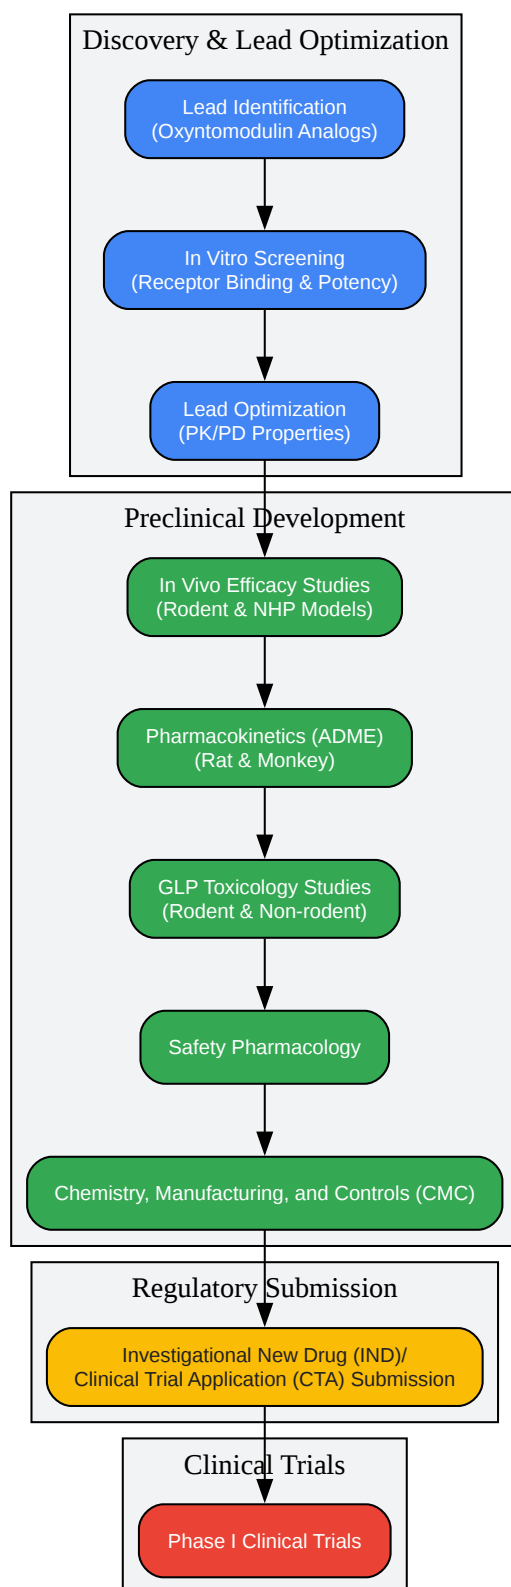 Discovery & Lead Optimization
Lead Identification
(Oxyntomodulin Analogs)
In Vitro Screening
(Receptor Binding & Potency)
Lead Optimization
(PK/PD Properties)
Preclinical Development
In Vivo Efficacy Studies
(Rodent & NHP Models)
Pharmacokinetics (ADME)
(Rat & Monkey)
GLP Toxicology Studies
(Rodent & Non-rodent)
Safety Pharmacology
Chemistry, Manufacturing, and Controls (CMC)
Regulatory Submission
Investigational New Drug (IND)/
Clinical Trial Application (CTA) Submission
Clinical Trials
Phase I Clinical Trials